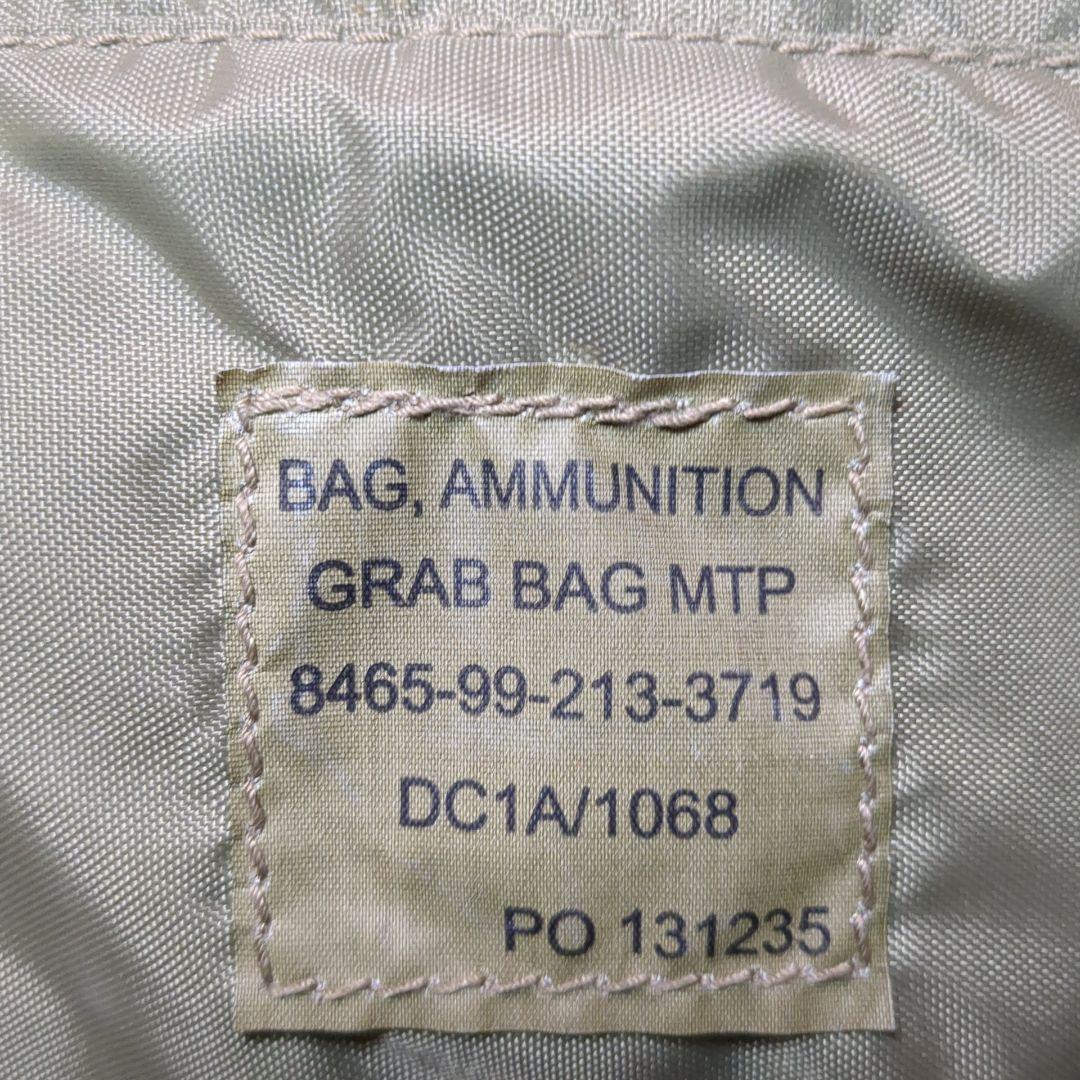 BAG, AMMUNITION
GRAB BAG MTP
8465-99-213-3719
DC1A/1068
PO 131235